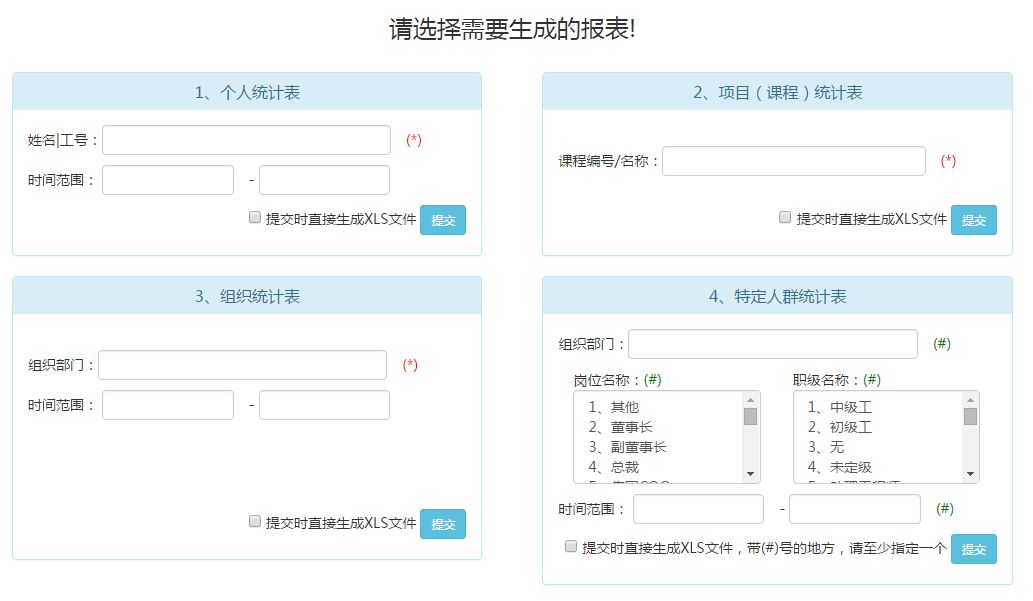 请选择需要生成的报表!
1、个人统计表
姓名|工号：
(*)
时间范围：
-
提交时直接生成XLS文件
提交
2、项目（课程）统计表
课程编号/名称：
(*)
提交时直接生成XLS文件
提交
3、组织统计表
组织部门：
(*)
时间范围：
-
提交时直接生成XLS文件
提交
4、特定人群统计表
组织部门：
(#)
岗位名称：(#)
1、其他
2、董事长
3、副董事长
4、总裁
职级名称：(#)
1、中级工
2、初级工
3、无
4、未定级
时间范围：
-
(#)
提交时直接生成XLS文件，带(#)号的地方，请至少指定一个
提交